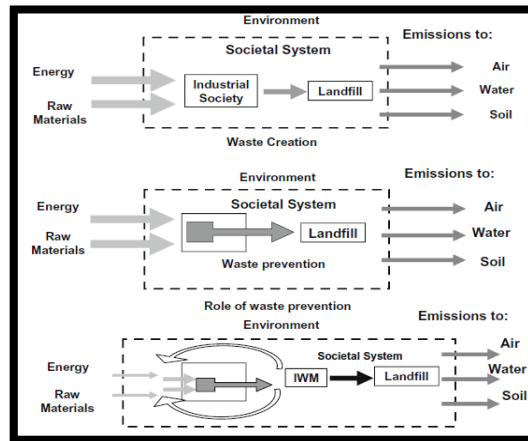 Environment
Societal System
Emissions to:
Energy
Raw
Materials
Industrial
Society
Landfill
Air
Water
Soil
Waste Creation
Environment
Emissions to:
Energy
Raw
Materials
Societal System
Landfill
Waste prevention
Air
Water
Soil
Role of waste prevention
Environment
Emissions to:
Societal System
Energy
Raw
Materials
IWM
Landfill
Air
Water
Soil